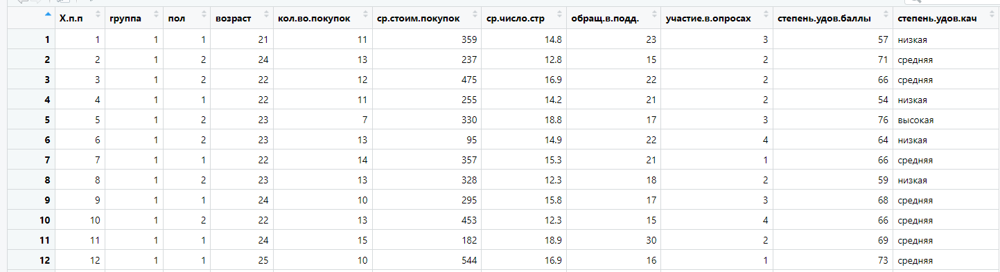 Х.п.п группа пол возраст кол.во.покупок ср.стоим.покупок ср.число.стр обращ.в.подд. участие.в.опросах степень.удов.баллы степень.удов.кач
1 1 1 1 21 11 359 14.8 23 3 57 низкая
2 2 1 2 24 13 237 12.8 15 2 71 средняя
3 3 1 2 22 12 475 16.9 22 2 66 средняя
4 4 1 1 22 11 255 14.2 21 2 54 низкая
5 5 1 2 23 7 330 18.8 17 3 76 высокая
6 6 1 2 23 13 95 14.9 22 4 64 низкая
7 7 1 1 22 14 357 15.3 21 1 66 средняя
8 8 1 2 23 13 328 12.3 18 2 59 низкая
9 9 1 1 24 10 295 15.8 17 3 68 средняя
10 10 1 2 22 13 453 12.3 15 4 66 средняя
11 11 1 1 24 15 182 18.9 30 2 69 средняя
12 12 1 1 25 10 544 16.9 16 1 73 средняя